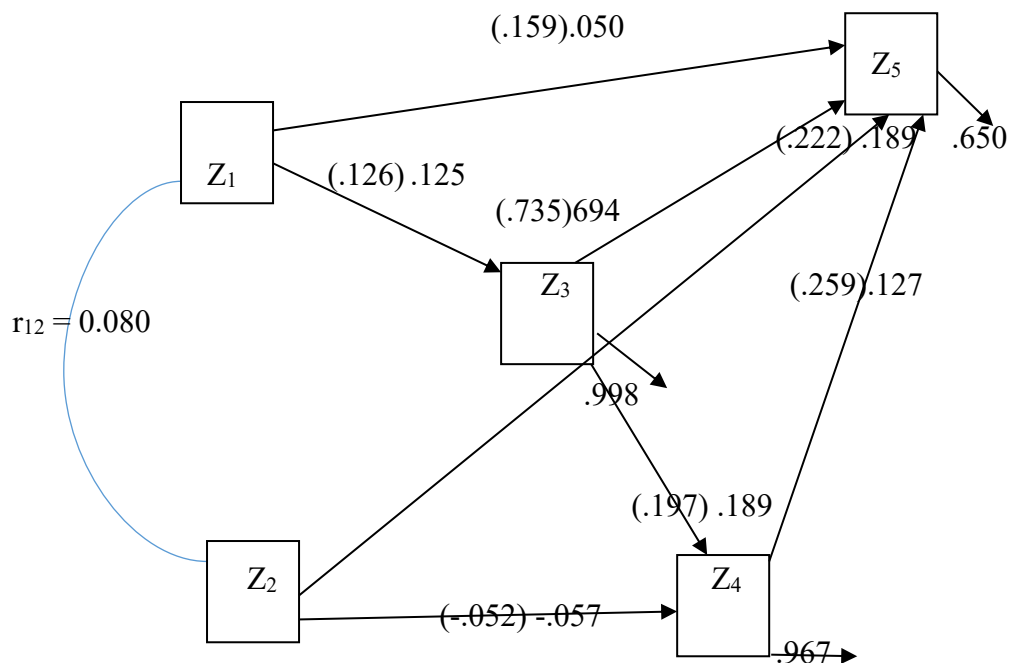 (.159).050
Z5
(.222) .189
.650
Z1
(.126) .125
(.735)694
Z3
(.259).127
r12 = 0.080
.998
(.197) .189
Z2
Z4
(-.052) -.057
.967